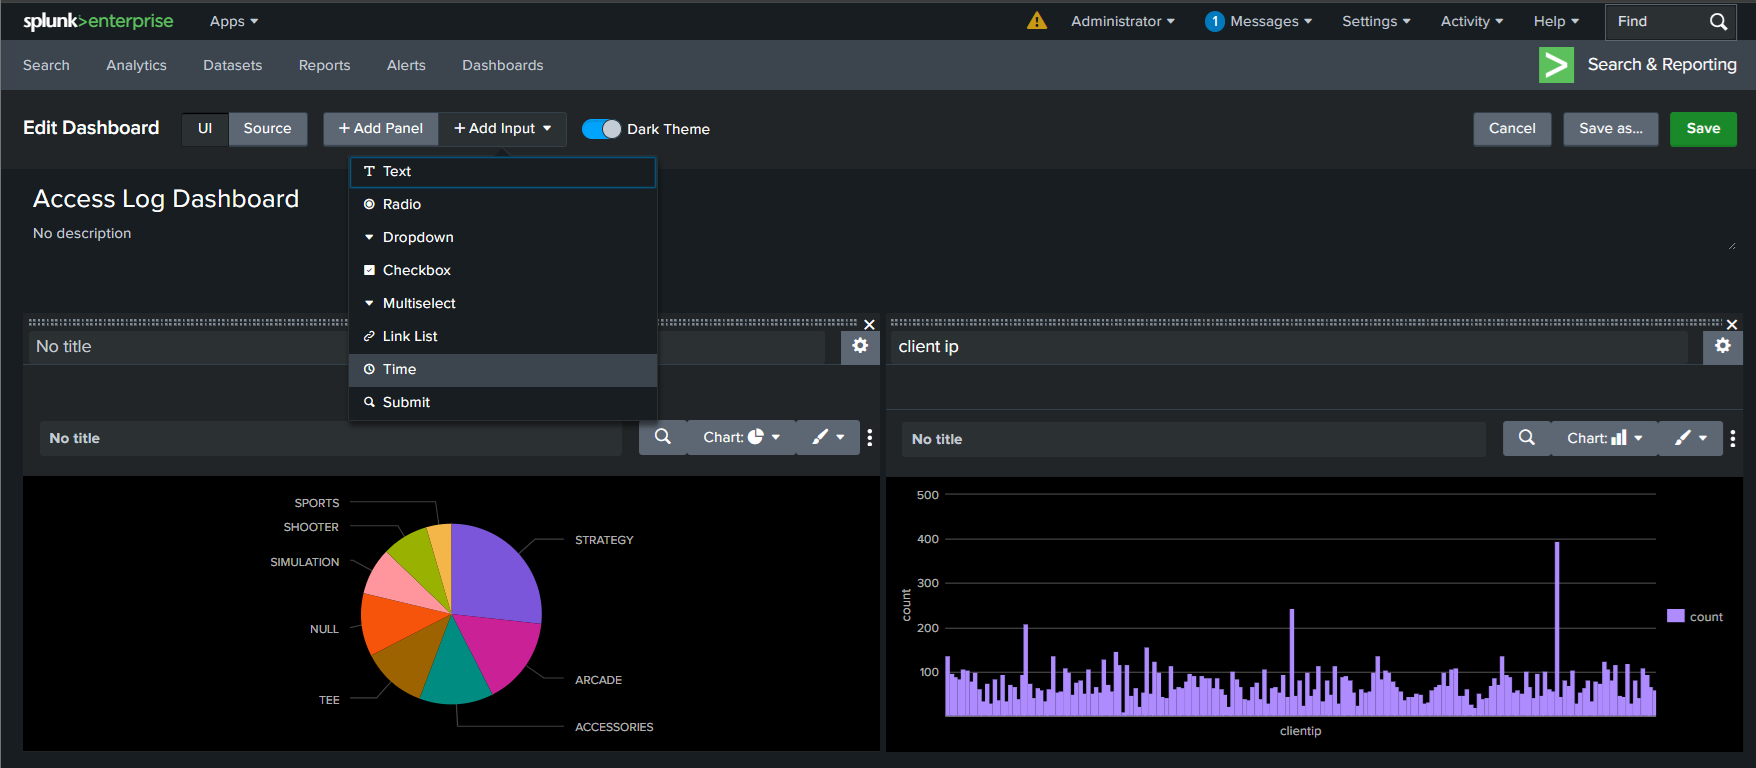 splunk>enterprise Apps Administrator 1 Messages Settings Activity Help Find
Search Analytics Datasets Reports Alerts Dashboards Search & Reporting
Edit Dashboard UI Source + Add Panel + Add Input Dark Theme Cancel Save as... Save
Text
Radio
Dropdown
Checkbox
Multiselect
Link List
Time
Submit
Access Log Dashboard
No description
No title
No title Chart:
SPORTS
SHOOTER
SIMULATION
NULL
TEE
STRATEGY
ARCADE
ACCESSORIES
client ip
No title Chart:
500
400
300
200
100
count
clientip
count